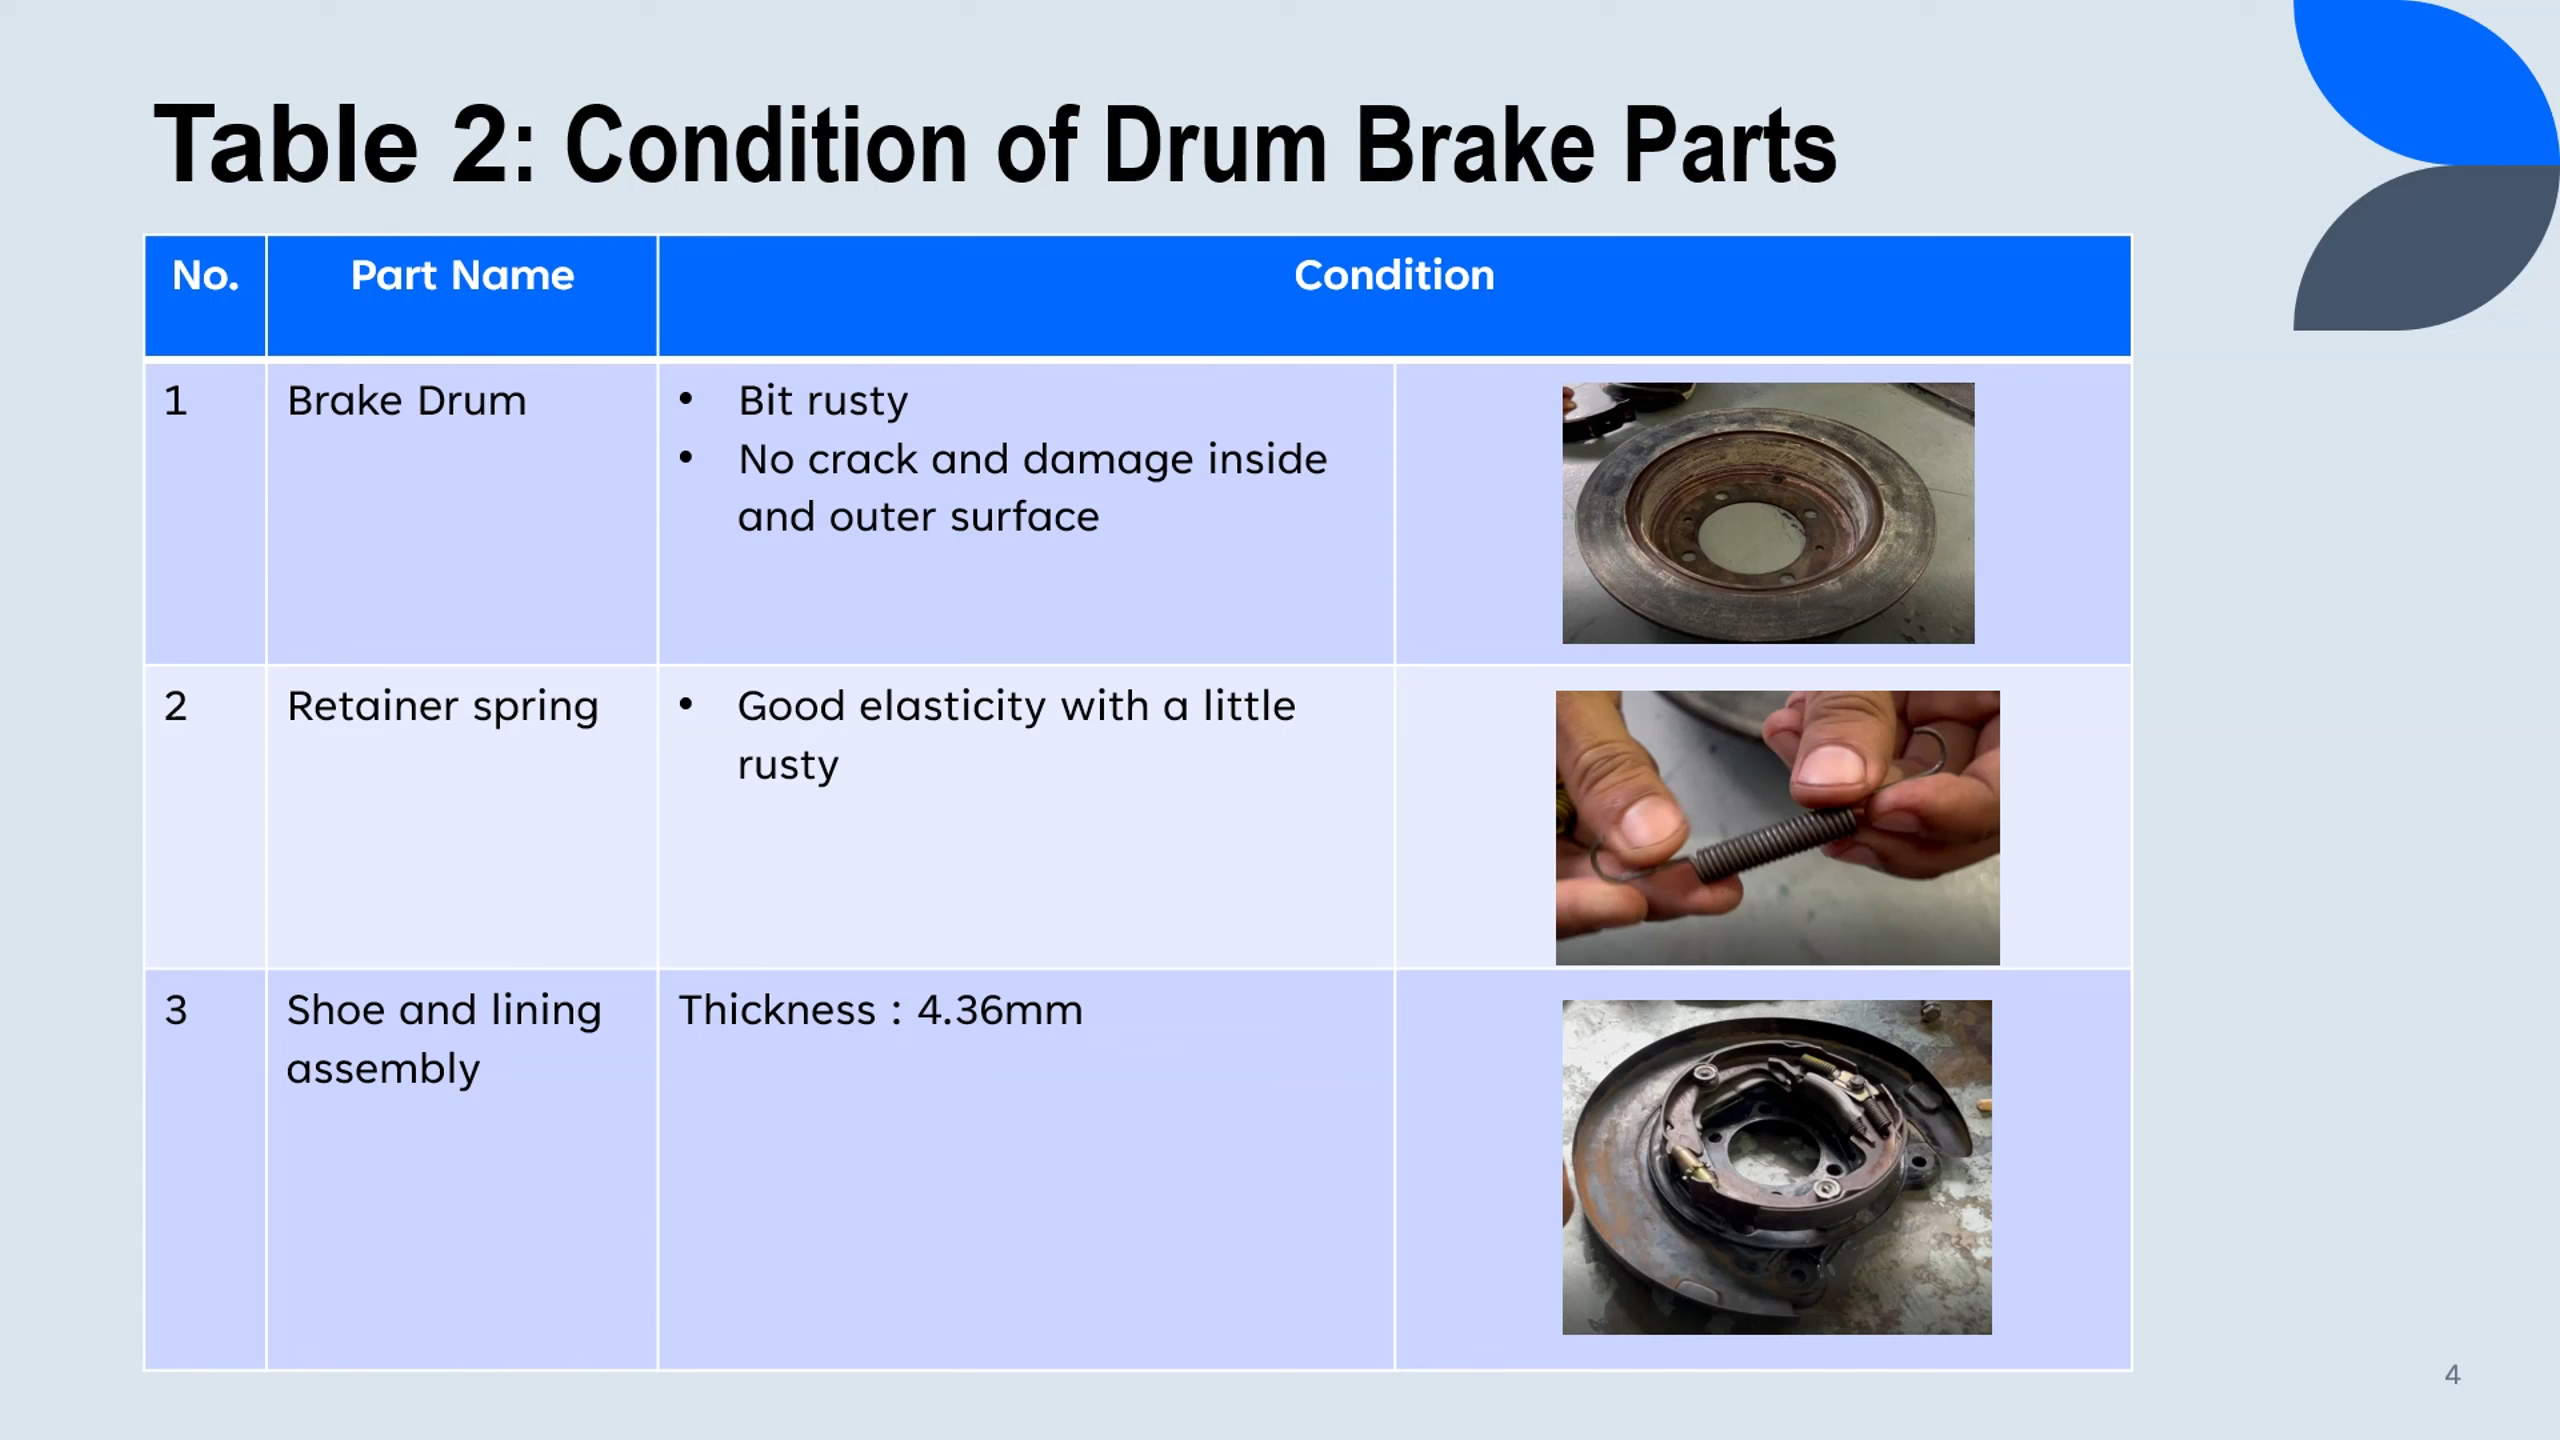 Table 2: Condition of Drum Brake Parts
No. Part Name Condition
1 Brake Drum • Bit rusty
• No crack and damage inside
and outer surface
2 Retainer spring • Good elasticity with a little
rusty
3 Shoe and lining Thickness : 4.36mm
assembly
4